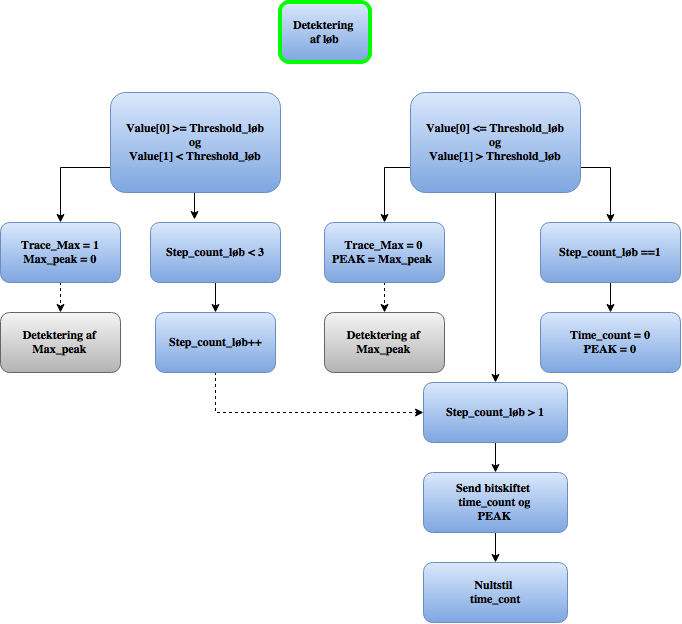 Detektering
af løb
Value[0] >= Threshold_løb
og
Value[1] < Threshold_løb
Value[0] <= Threshold_løb
og
Value[1] > Threshold_løb
Trace_Max = 1
Max_peak = 0
Step_count_løb < 3
Trace_Max = 0
PEAK = Max_peak
Step_count_løb ==1
Detektering af
Max_peak
Step_count_løb++
Detektering af
Max_peak
Time_count = 0
PEAK = 0
Step_count_løb > 1
Send bitskiftet
time_count og
PEAK
Nultstil
time_cont